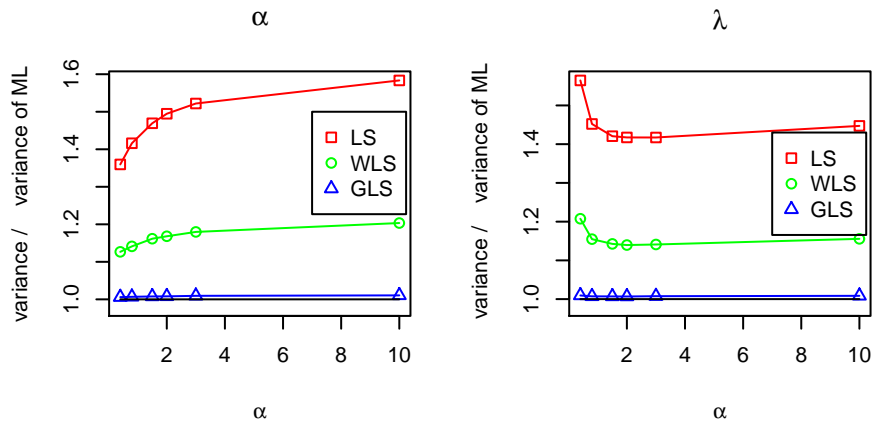 α
variance / variance of ML
1.0
1.2
1.4
1.6
LS
WLS
GLS
2
4
6
8
10
α
λ
variance / variance of ML
1.0
1.2
1.4
LS
WLS
GLS
2
4
6
8
10
α